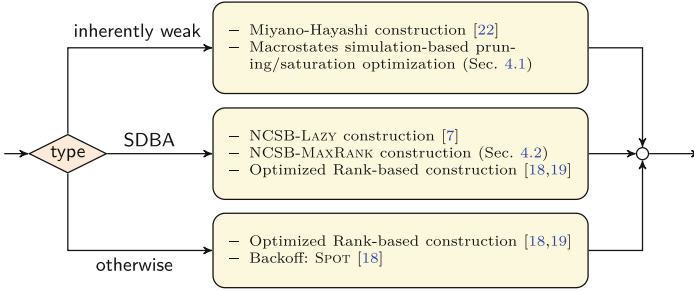 inherently weak
– Miyano-Hayashi construction [22]
– Macrostates simulation-based prun-
ing/saturation optimization (Sec. 4.1)
type
SDBA
– NCSB-Lazy construction [7]
– NCSB-MaxRank construction (Sec. 4.2)
– Optimized Rank-based construction [18,19]
otherwise
– Optimized Rank-based construction [18,19]
– Backoff: Spot [18]